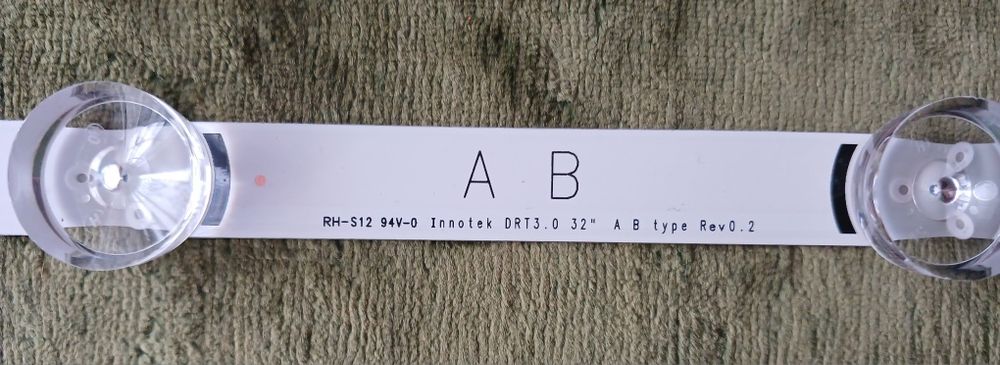 A B
RH-S12 94V-0 Innotek DRT3.0 32" A B type Rev0.2